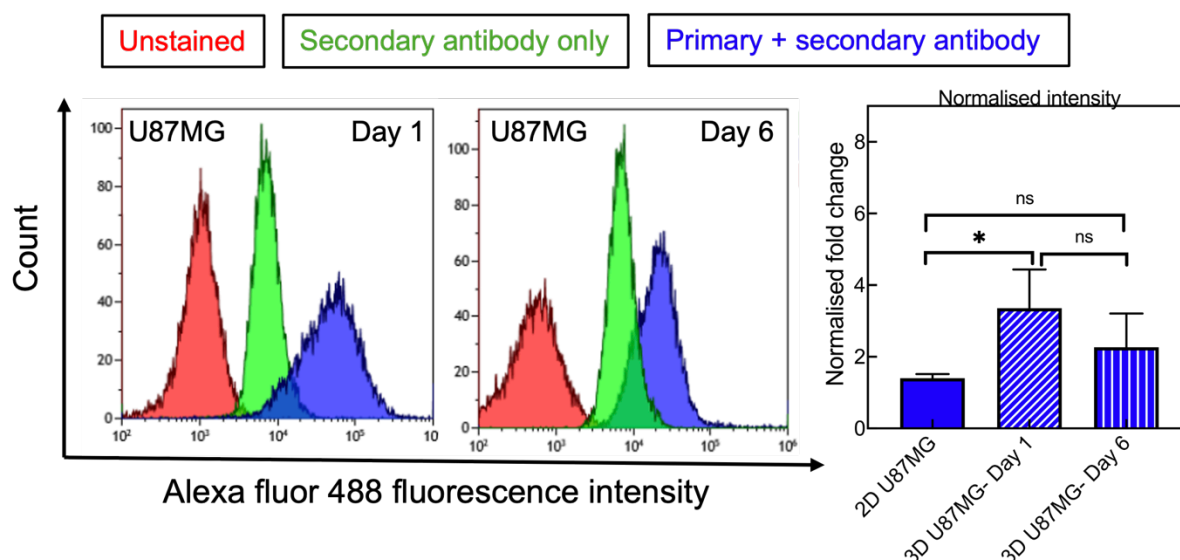 Unstained
Secondary antibody only
Primary + secondary antibody
Count
U87MG
Day 1
100
80
60
40
20
0
10²
10³
10⁴
10⁵
10
U87MG
Day 6
100
80
60
40
20
0
10²
10³
10⁴
10⁵
10⁶
Alexa fluor 488 fluorescence intensity
Normalised intensity
Normalised fold change
8
6
4
2
0
ns
*
ns
2D U87MG
3D U87MG- Day 1
3D U87MG- Day 6